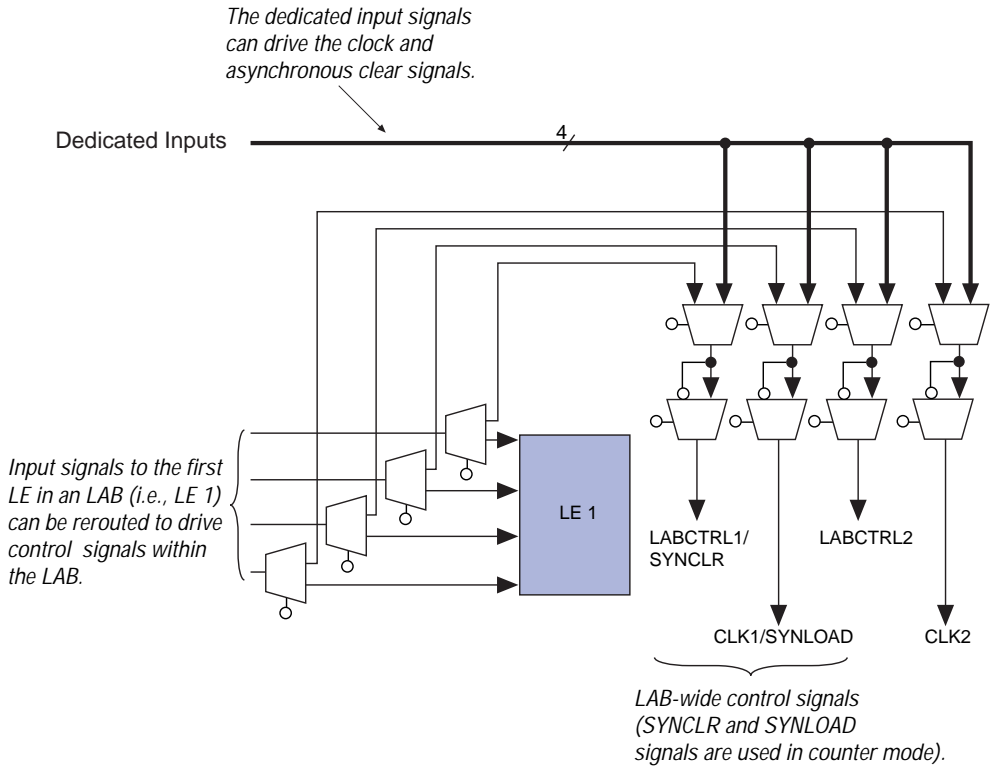 The dedicated input signals
can drive the clock and
asynchronous clear signals.
Dedicated Inputs
4
Input signals to the first
LE in an LAB (i.e., LE 1)
can be rerouted to drive
control signals within
the LAB.
LE 1
LABCTRL1/
SYNCLR
LABCTRL2
CLK1/SYNLOAD
CLK2
LAB-wide control signals
(SYNCLR and SYNLOAD
signals are used in counter mode).